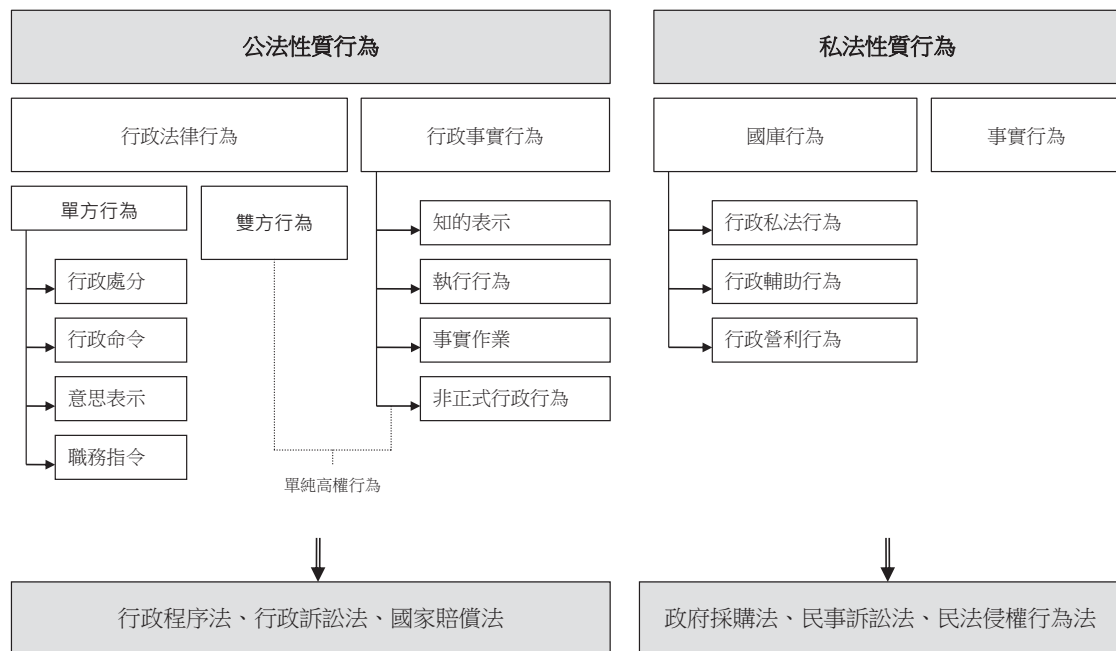 公法性質行為
私法性質行為
行政法律行為
行政事實行為
國庫行為
事實行為
單方行為
雙方行為
知的表示
行政私法行為
行政處分
執行行為
行政輔助行為
行政命令
事實作業
行政營利行為
意思表示
非正式行政行為
職務指令
單純高權行為
行政程序法、行政訴訟法、國家賠償法
政府採購法、民事訴訟法、民法侵權行為法